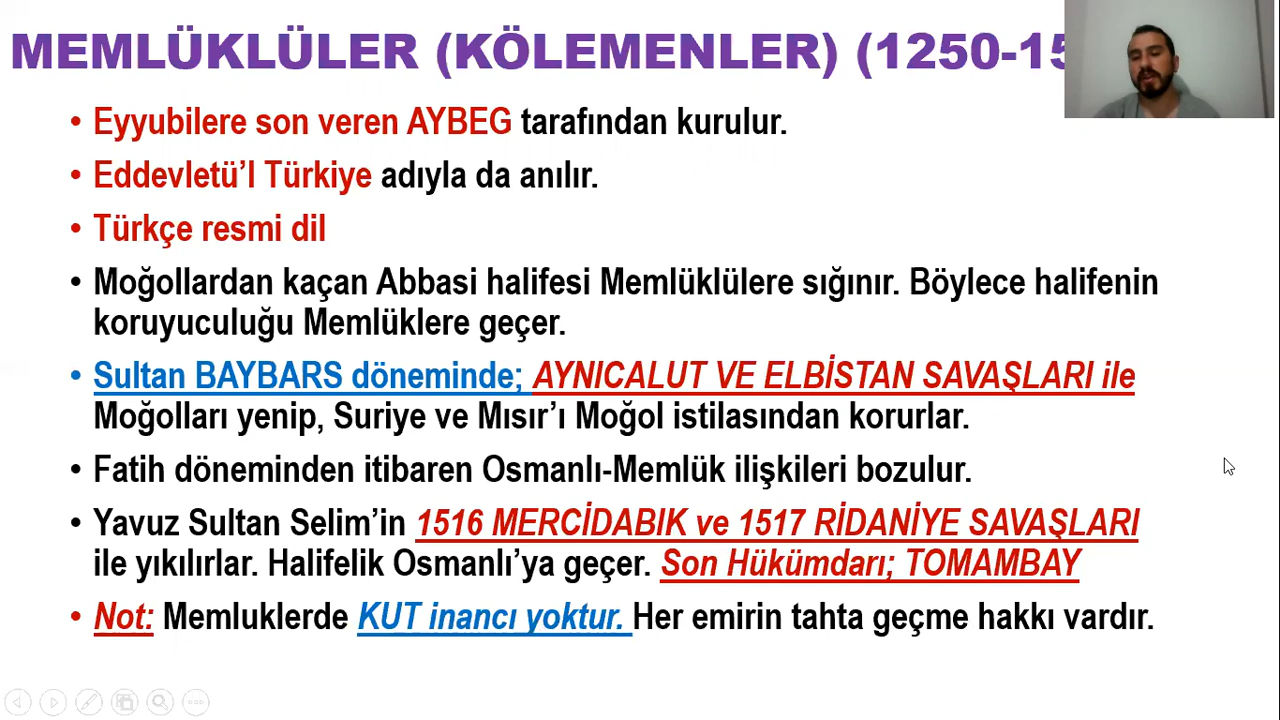 MEMLÜKLÜLER (KÖLEMENLER) (1250-15
• Eyyubilere son veren AYBEG tarafından kurulur.
• Eddevletü’l Türkiye adıyla da anılır.
• Türkçe resmi dil
• Moğollardan kaçan Abbasi halifesi Memlüklülere sığınır. Böylece halifenin
koruyuculuğu Memlüklere geçer.
• Sultan BAYBARS döneminde; AYNICALUT VE ELBİSTAN SAVAŞLARI ile
Moğolları yenip, Suriye ve Mısır’ı Moğol istilasından korurlar.
• Fatih döneminden itibaren Osmanlı-Memlük ilişkileri bozulur.
• Yavuz Sultan Selim’in 1516 MERCİDABIK ve 1517 RİDANİYE SAVAŞLARI
ile yıkılırlar. Halifelik Osmanlı’ya geçer. Son Hükümdarı; TOMAMBAY
• Not: Memluklerde KUT inancı yoktur. Her emirin tahta geçme hakkı vardır.